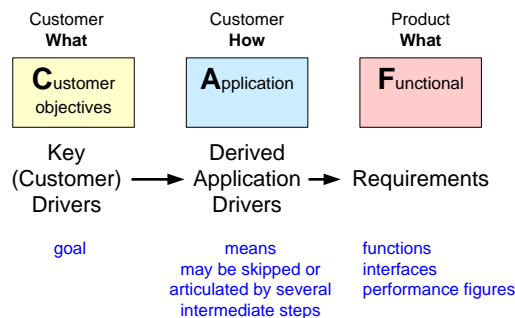 Customer
What
Customer
How
Product
What
Customer
objectives
Application
Functional
Key
(Customer)
Drivers
Derived
Application
Drivers
Requirements
goal
means
may be skipped or
articulated by several
intermediate steps
functions
interfaces
performance figures